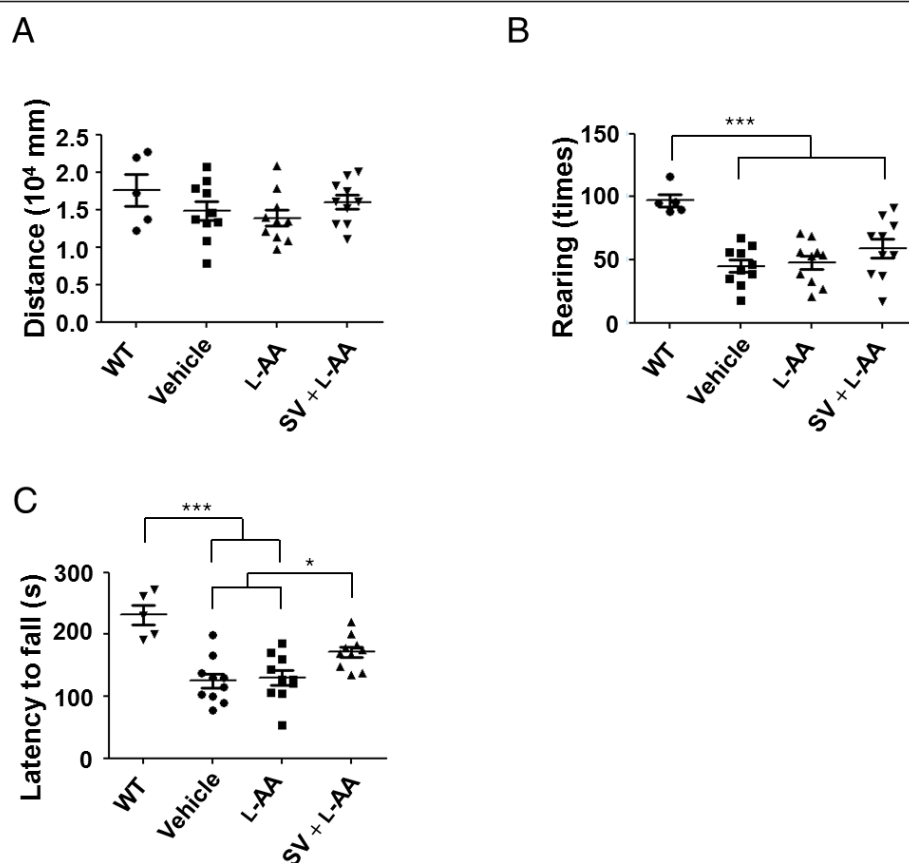 A
Distance (10⁴ mm)
2.5
2.0
1.5
1.0
0.5
0.0
WT
Vehicle
L-AA
SV + L-AA
B
Rearing (times)
150
100
50
0
***
WT
Vehicle
L-AA
SV + L-AA
C
Latency to fall (s)
300
200
100
0
***
*
WT
Vehicle
L-AA
SV + L-AA